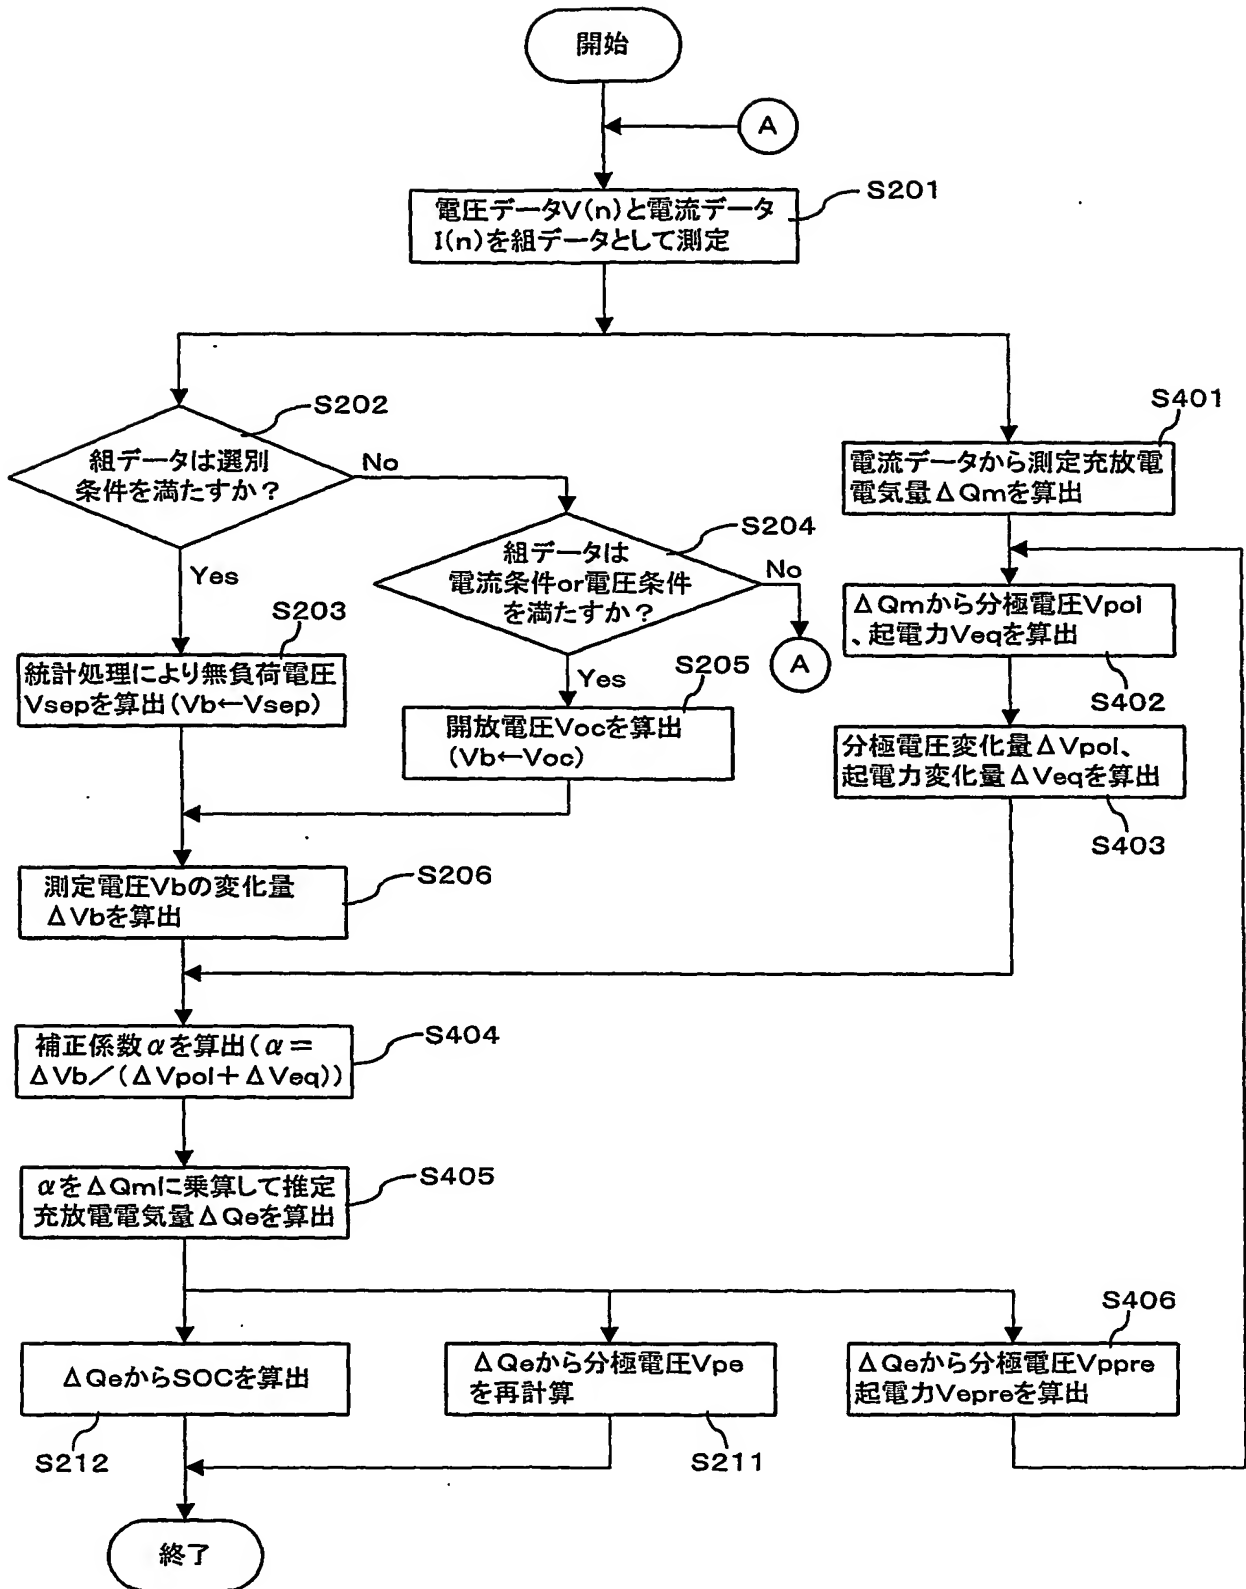 開始
A
S201
電圧データV(n)と電流データ
I(n)を組データとして測定
S202
組データは選別
条件を満たすか？
No
Yes
S204
組データは
電流条件or電圧条件
を満たすか？
No
A
Yes
S203
統計処理により無負荷電圧
Vsepを算出(Vb←Vsep)
S205
開放電圧Vocを算出
(Vb←Voc)
S401
電流データから測定充放電
電気量ΔQmを算出
ΔQmから分極電圧Vpol
、起電力Veqを算出
S402
分極電圧変化量ΔVpol、
起電力変化量ΔVeqを算出
S403
S206
測定電圧Vbの変化量
ΔVbを算出
S404
補正係数αを算出(α＝
ΔVb／(ΔVpol＋ΔVeq))
S405
αをΔQmに乗算して推定
充放電電気量ΔQeを算出
ΔQeからSOCを算出
S212
ΔQeから分極電圧Vpe
を再計算
S211
S406
ΔQeから分極電圧Vppre
起電力Vepreを算出
終了